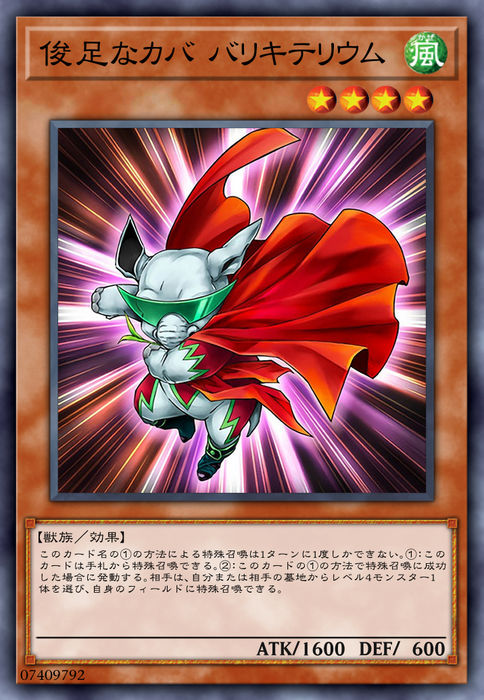 俊足なカバ バリキテリウム
かぜ
風
【獣族／効果】
このカード名の①の方法による特殊召喚は1ターンに1度しかできない。①:この
カードは手札から特殊召喚できる。②:このカードの①の方法で特殊召喚に成功
した場合に発動する。相手は、自分または相手の墓地からレベル4モンスター1
体を選び、自身のフィールドに特殊召喚できる。
ATK/1600 DEF/ 600
07409792